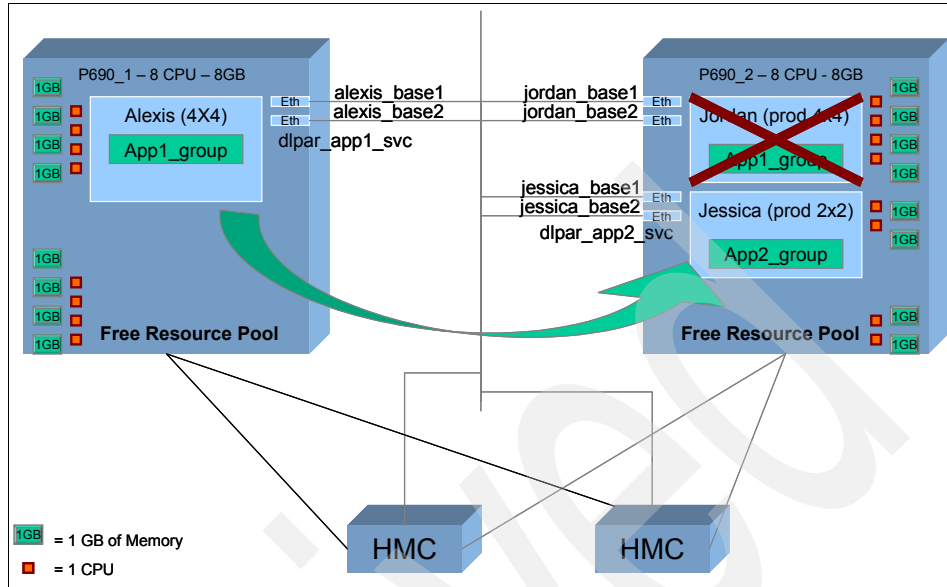 P690_1 – 8 CPU – 8GB
1GB
1GB
1GB
1GB
Alexis (4X4)
App1_group
Eth
Eth
alexis_base1
alexis_base2
dlpar_app1_svc
1GB
1GB
1GB
1GB
Free Resource Pool
P690_2 – 8 CPU - 8GB
jordan_base1
jordan_base2
Eth
Eth
Jordan (prod 4x4)
App1_group
1GB
1GB
1GB
1GB
jessica_base1
jessica_base2
Eth
Eth
dlpar_app2_svc
Jessica (prod 2x2)
App2_group
1GB
1GB
1GB
1GB
Free Resource Pool
HMC
HMC
1GB = 1 GB of Memory
= 1 CPU